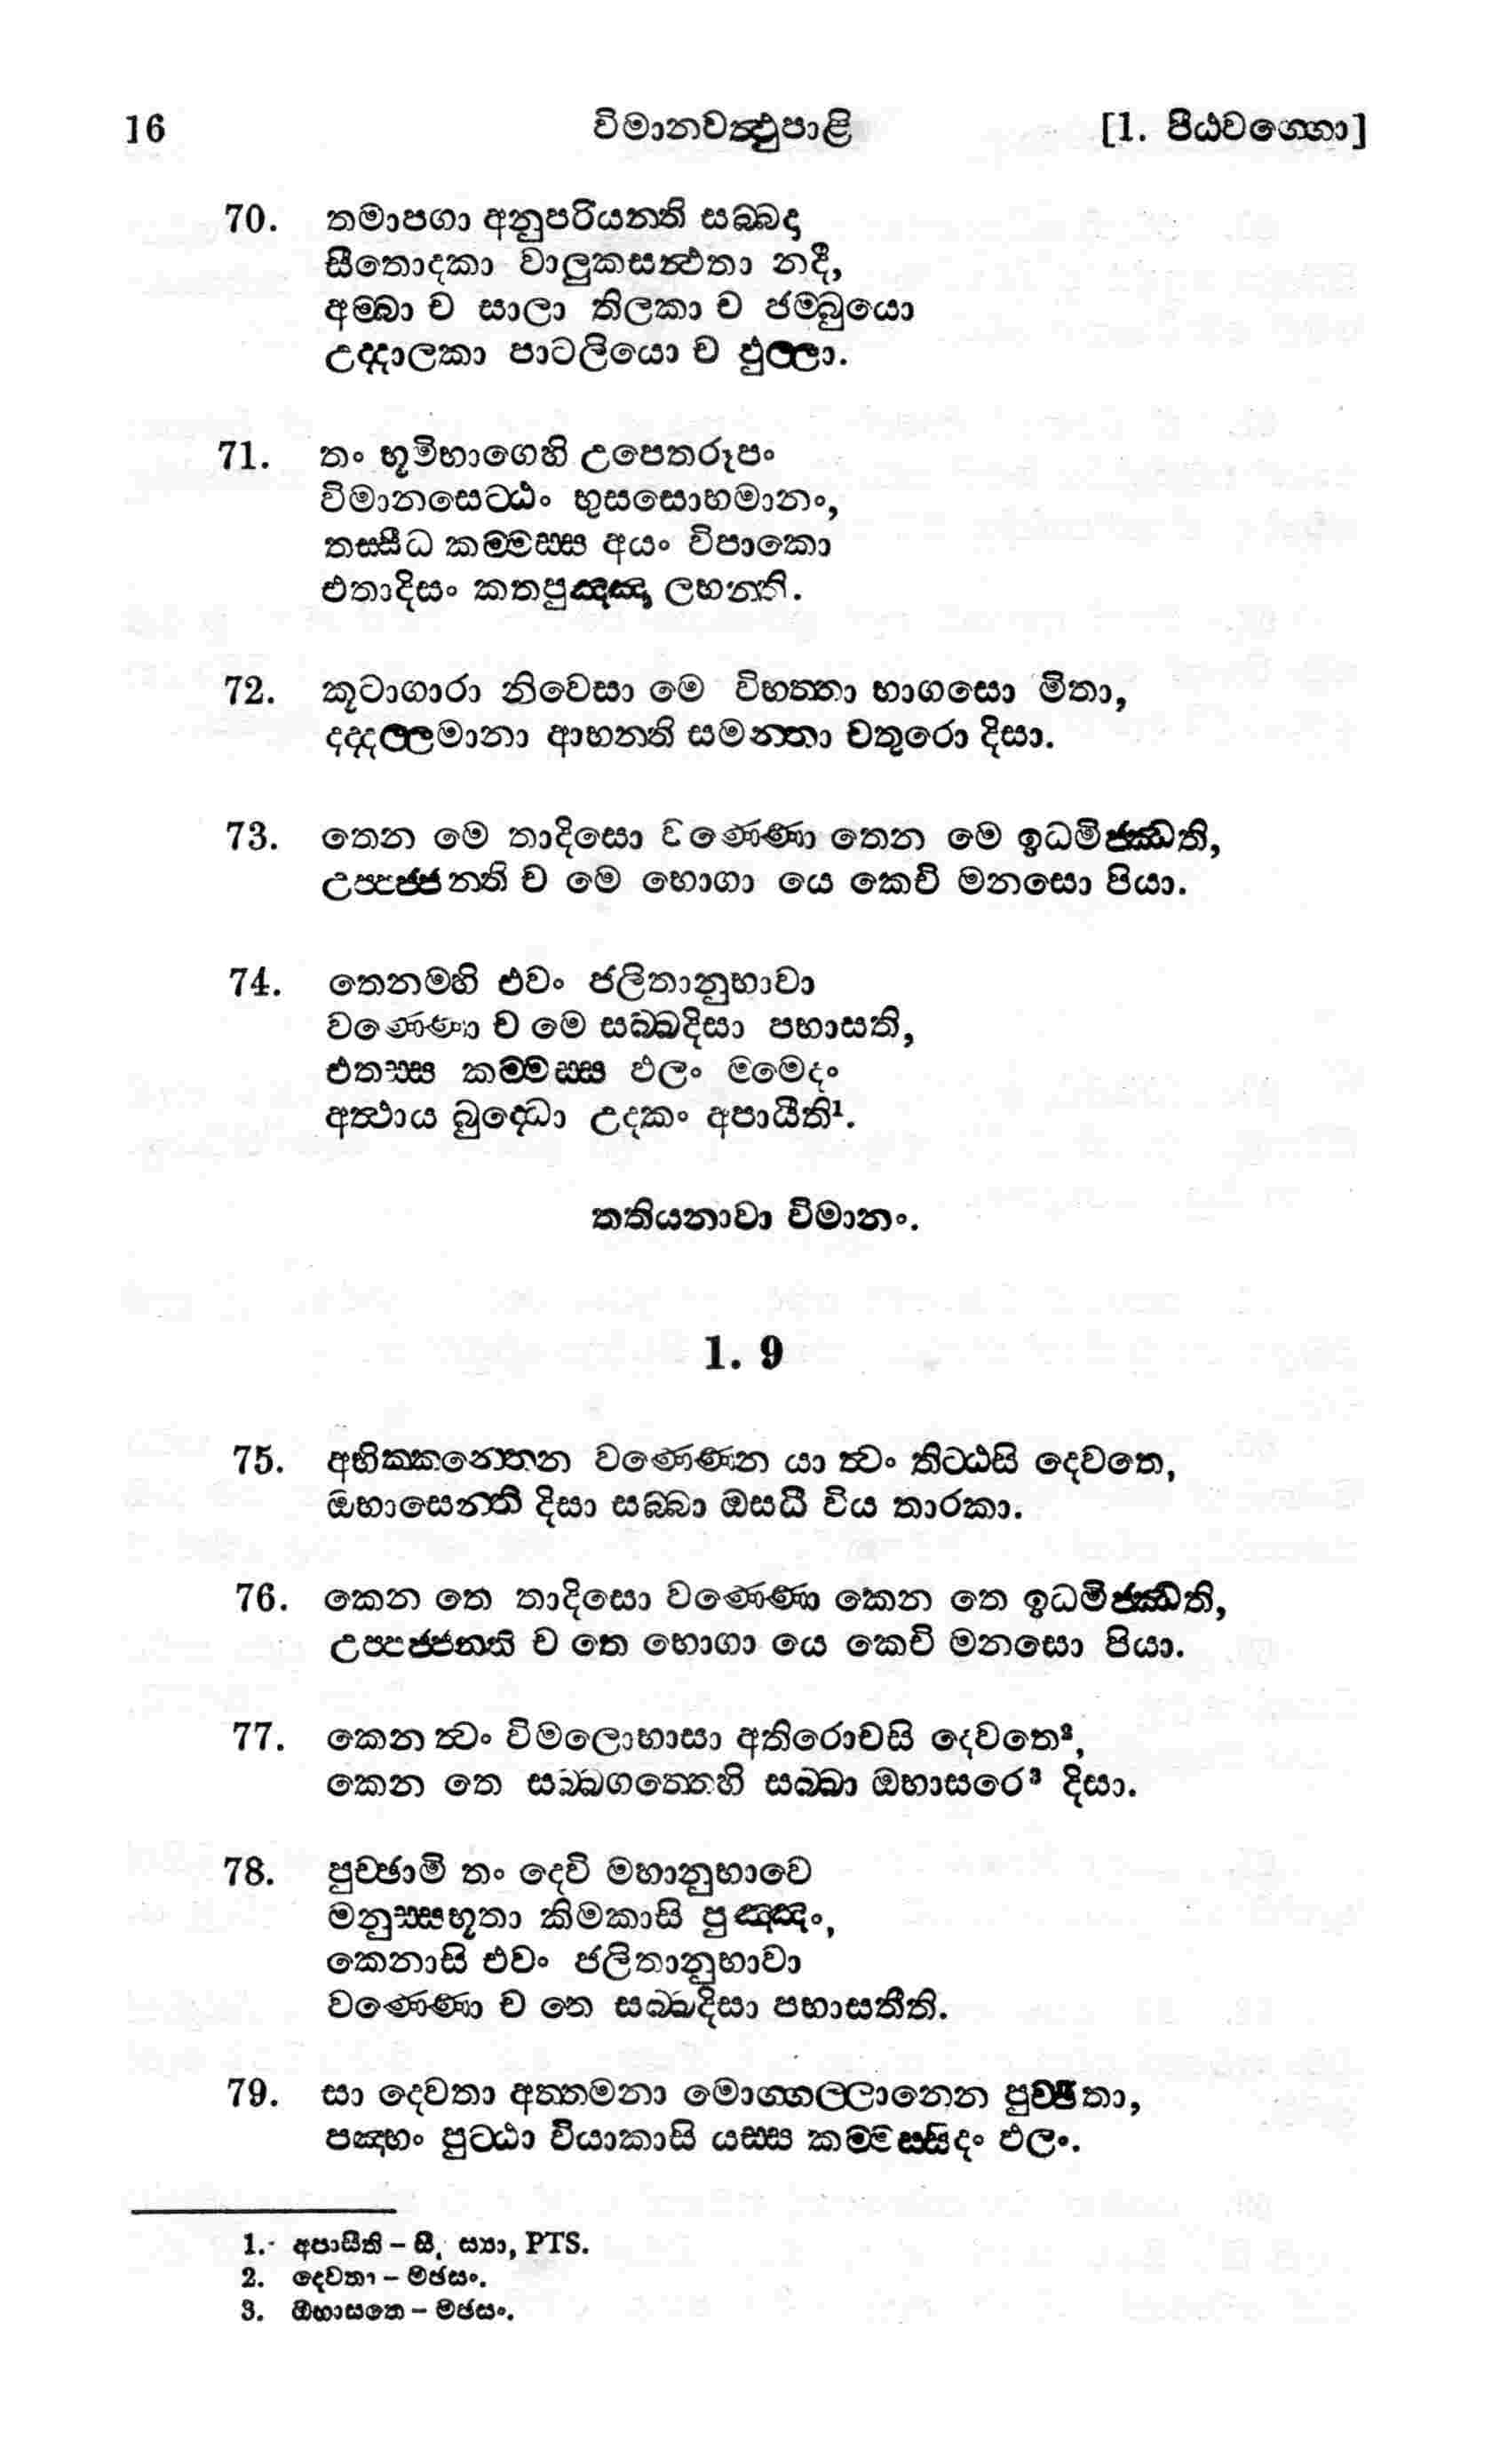 16 විමානවත්‍ථුපාළි [1. පීඨවග්ගො]
70. තමාපගා අනුපරියන්ති සබ්බදා
සීතොදකා වාලුකසන්‍ථතා නදී,
අම්බා ච සාලා තිලකා ච ජම්බුයො
උද්දාලකා පාටලියො ච ඵුල්ලා.
71. තං භූමිභාගෙහි උපෙතරූපං
විමානසෙට්ඨං භුසසොභමානං,
තස්සීධ කම්මස්ස අයං විපාකො
එතාදිසං කතපුඤ්ඤා ලභන්ති.
72. කූටාගාරා නිවෙසා මෙ විභත්තා භාගසො මිතා,
දද්දල්ලමානා ආභන්ති සමන්තා චතුරො දිසා.
73. තෙන මෙ තාදිසො වණ්ණො තෙන මෙ ඉධමිජ්ඣති,
උප්පජ්ජන්ති ච මෙ භොගා යෙ කෙචි මනසො පියා.
74. තෙනම්හි එවං ජලිතානුභාවා
වණ්ණො ච මෙ සබ්බදිසා පභාසති,
එතස්ස කම්මස්ස ඵලං මමෙදං
අත්‍ථාය බුද්ධො උදකං අපායීති¹.
තතියනාවා විමානං.
1. 9
75. අභික්කන්තෙන වණ්ණෙන යා ත්‍වං තිට්ඨසි දෙවතෙ,
ඔභාසෙන්තී දිසා සබ්බා ඔසධී විය තාරකා.
76. කෙන තෙ තාදිසො වණ්ණො කෙන තෙ ඉධමිජ්ඣති,
උප්පජ්ජන්ති ච තෙ භොගා යෙ කෙචි මනසො පියා.
77. කෙන ත්‍වං විමලොභාසා අතිරොචසි දෙවතෙ²,
කෙන තෙ සබ්බගත්තෙහි සබ්බා ඔභාසරෙ³ දිසා.
78. පුච්ඡාමි තං දෙවි මහානුභාවෙ
මනුස්සභූතා කිමකාසි පුඤ්ඤං,
කෙනාසි එවං ජලිතානුභාවා
වණ්ණො ච තෙ සබ්බදිසා පභාසතීති.
79. සා දෙවතා අත්තමනා මොග්ගල්ලානෙන පුච්ඡිතා,
පඤ්හං පුට්ඨා වියාකාසි යස්ස කම්මස්සිදං ඵලං.
1. අපාසීති – සී, ස්‍යා, PTS.
2. දෙවතා – මඡසං.
3. ඔභාසතෙ – මඡසං.